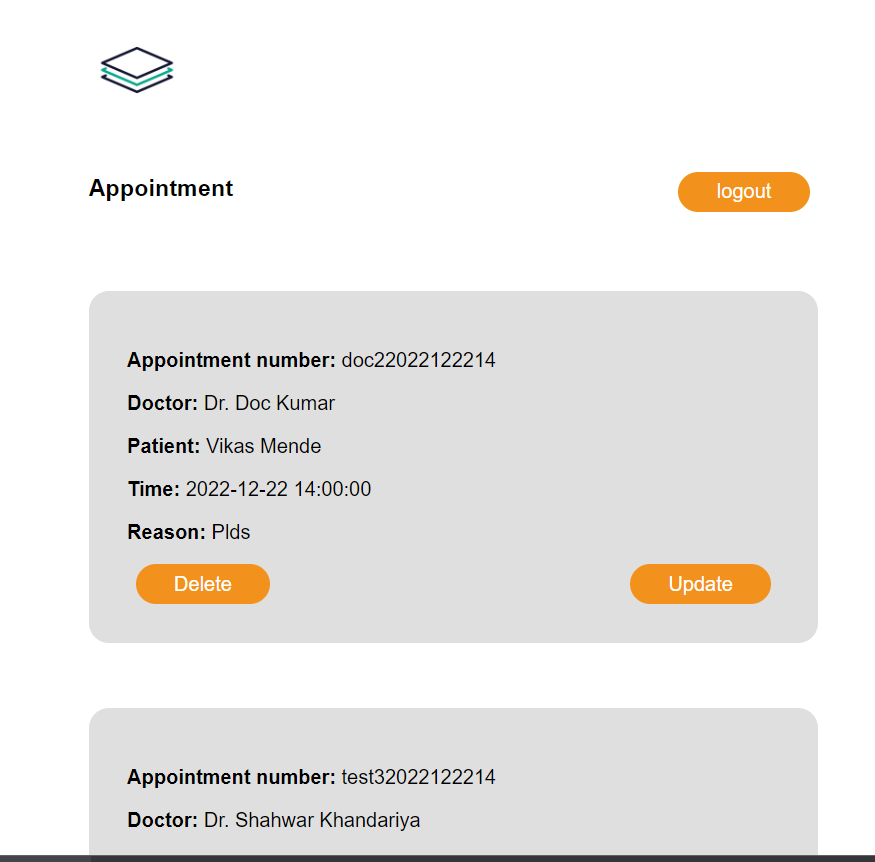 Appointment
logout
Appointment number: doc22022122214
Doctor: Dr. Doc Kumar
Patient: Vikas Mende
Time: 2022-12-22 14:00:00
Reason: Plds
Delete
Update
Appointment number: test32022122214
Doctor: Dr. Shahwar Khandariya